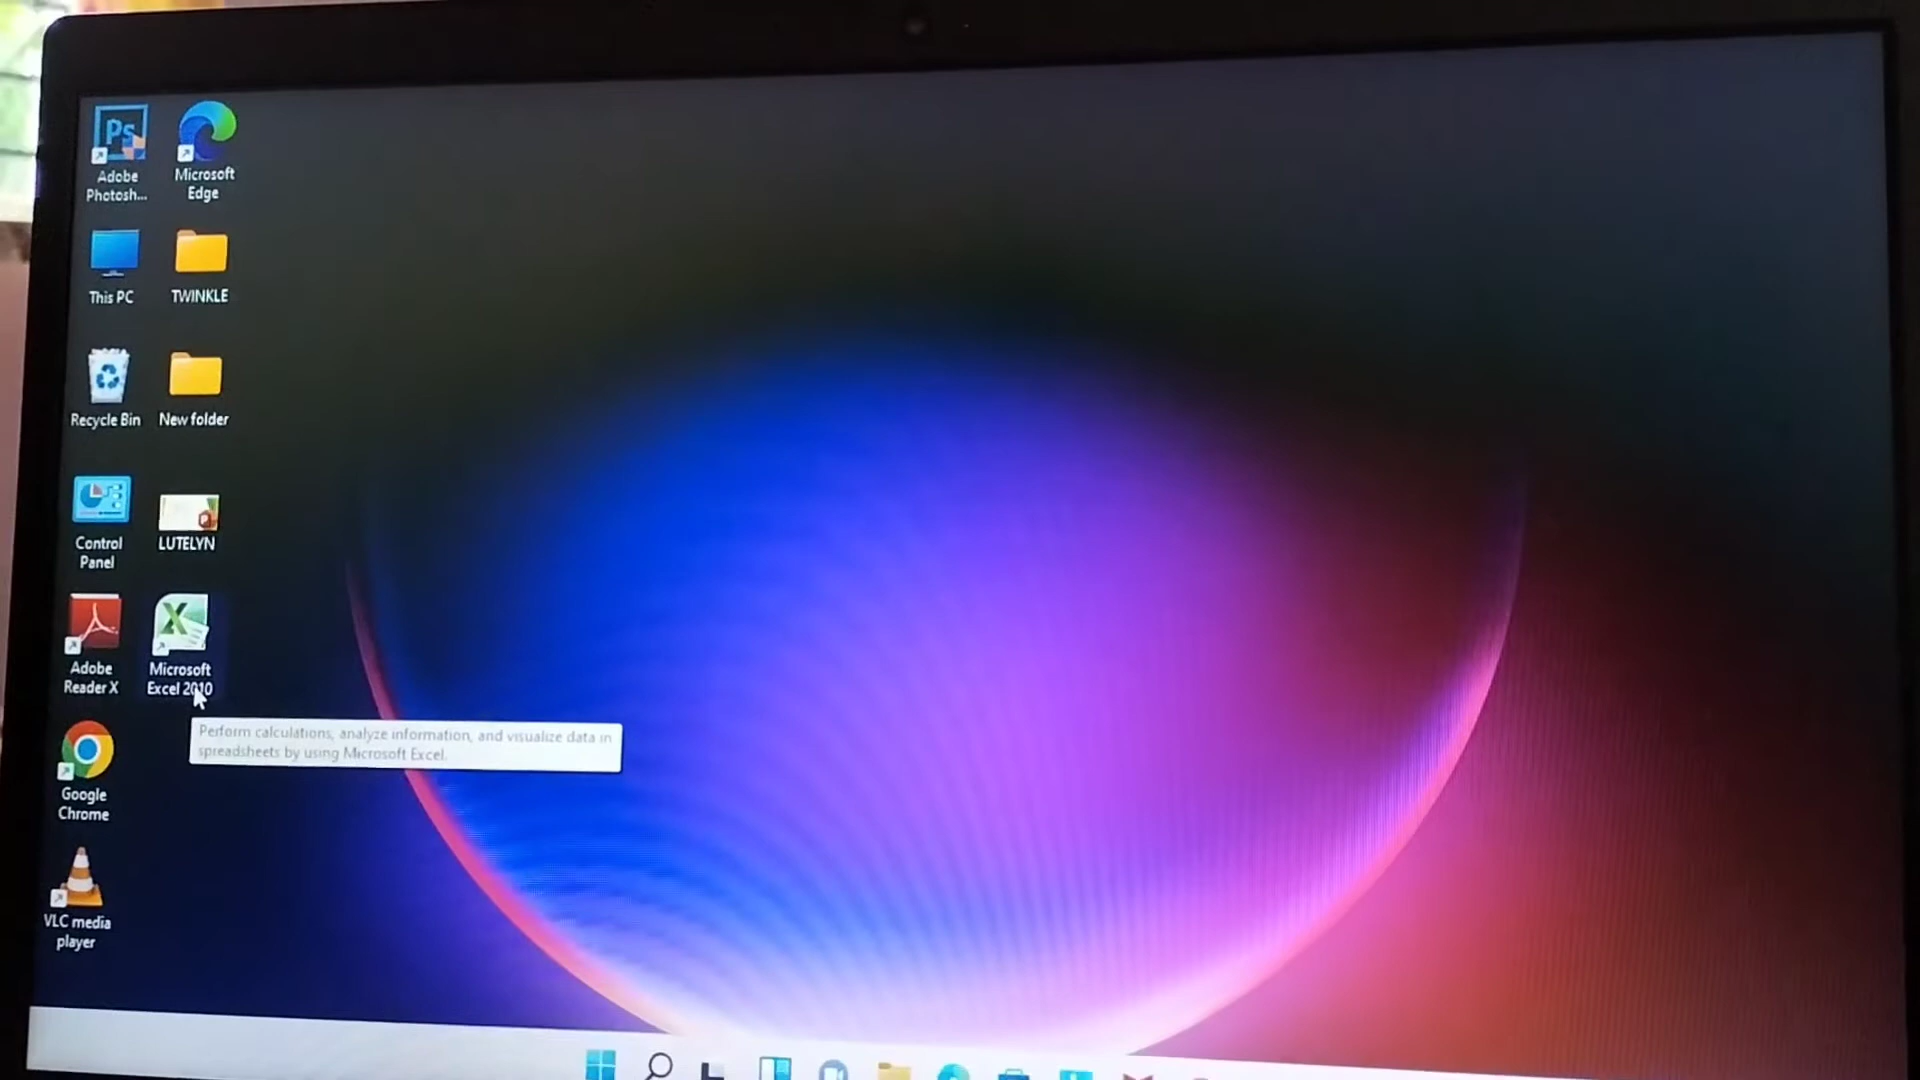 Ps
Adobe
Photosh...
Microsoft
Edge
This PC
TWINKLE
Recycle Bin
New folder
Control
Panel
LUTELYN
Adobe
Reader X
Microsoft
Excel 2010
Perform calculations, analyze information, and visualize data in
spreadsheets by using Microsoft Excel.
Google
Chrome
VLC media
player